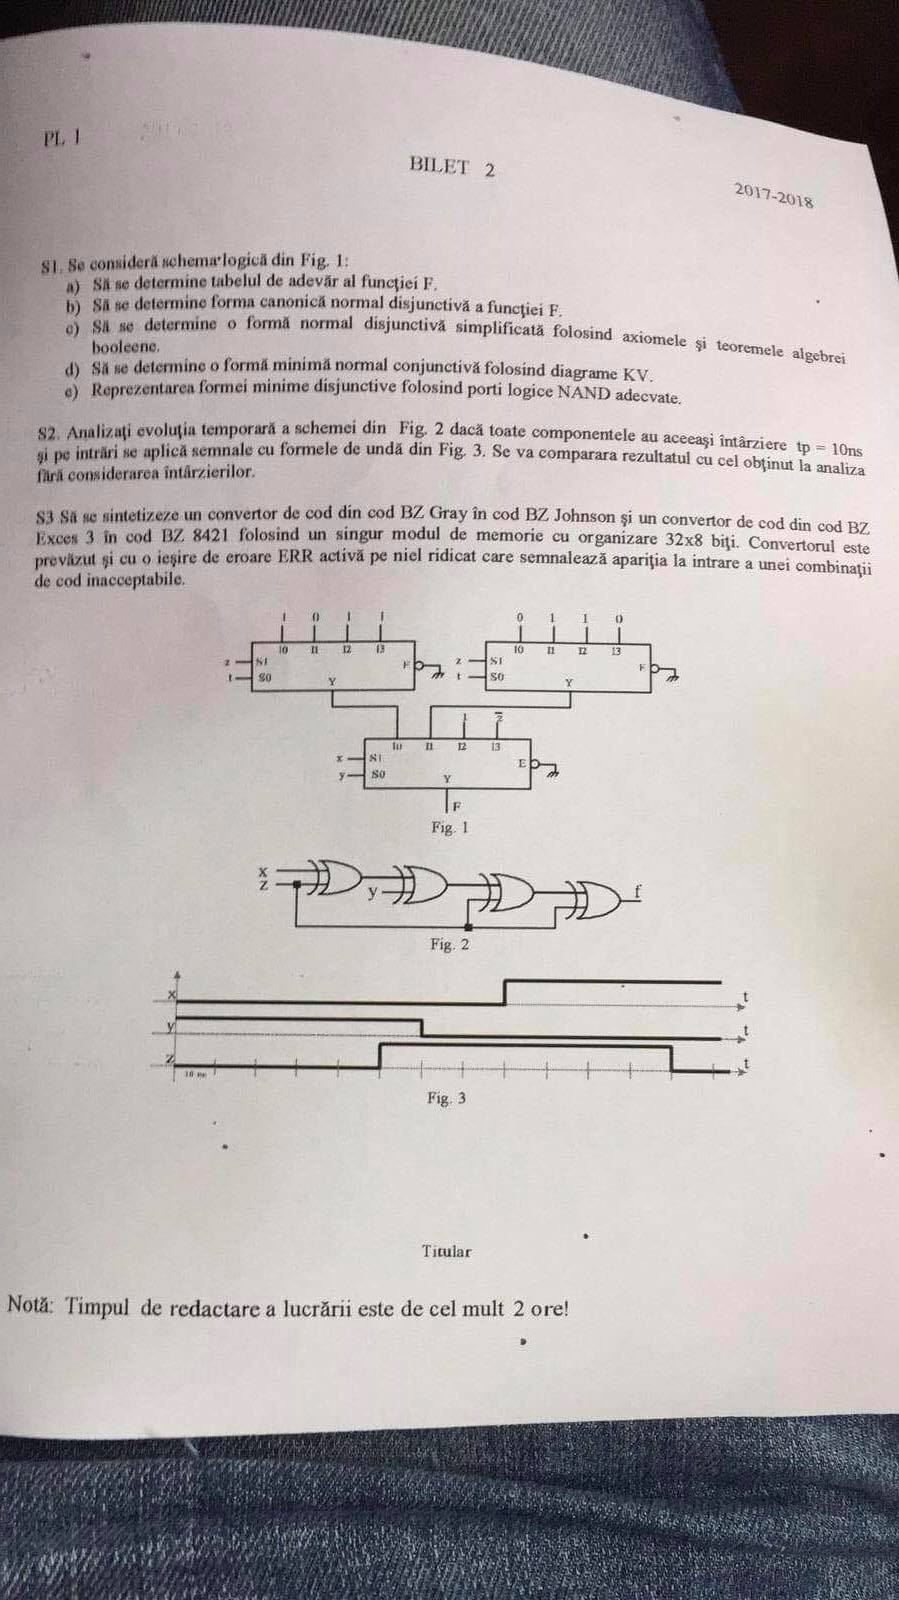 PL 1
BILET 2
2017-2018
S1. Se consideră schema logică din Fig. 1:
a) Să se determine tabelul de adevăr al funcţiei F.
b) Să se determine forma canonică normal disjunctivă a funcţiei F.
c) Să se determine o formă normal disjunctivă simplificată folosind axiomele şi teoremele algebrei
booleene.
d) Să se determine o formă minimă normal conjunctivă folosind diagrame KV.
e) Reprezentarea formei minime disjunctive folosind porti logice NAND adecvate.
S2. Analizaţi evoluţia temporară a schemei din Fig. 2 dacă toate componentele au aceeaşi întârziere tp = 10ns
şi pe intrări se aplică semnale cu formele de undă din Fig. 3. Se va compara rezultatul cu cel obţinut la analiza
fără considerarea întârzierilor.
S3 Să se sintetizeze un convertor de cod din cod BZ Gray în cod BZ Johnson şi un convertor de cod din cod BZ
Exces 3 în cod BZ 8421 folosind un singur modul de memorie cu organizare 32x8 biţi. Convertorul este
prevăzut şi cu o ieşire de eroare ERR activă pe niel ridicat care semnalează apariţia la intrare a unei combinaţii
de cod inacceptabile.
1 0 1 1 0 1 1 0
I0 I1 I2 I3 I0 I1 I2 I3
z S1 E z S1 E
t S0 Y t S0 Y
1 z̅
I0 I1 I2 I3
x S1 E
y S0 Y
F
Fig. 1
x
z
y
f
Fig. 2
x t
y t
z t
10 ns
Fig. 3
Titular
Notă: Timpul de redactare a lucrării este de cel mult 2 ore!